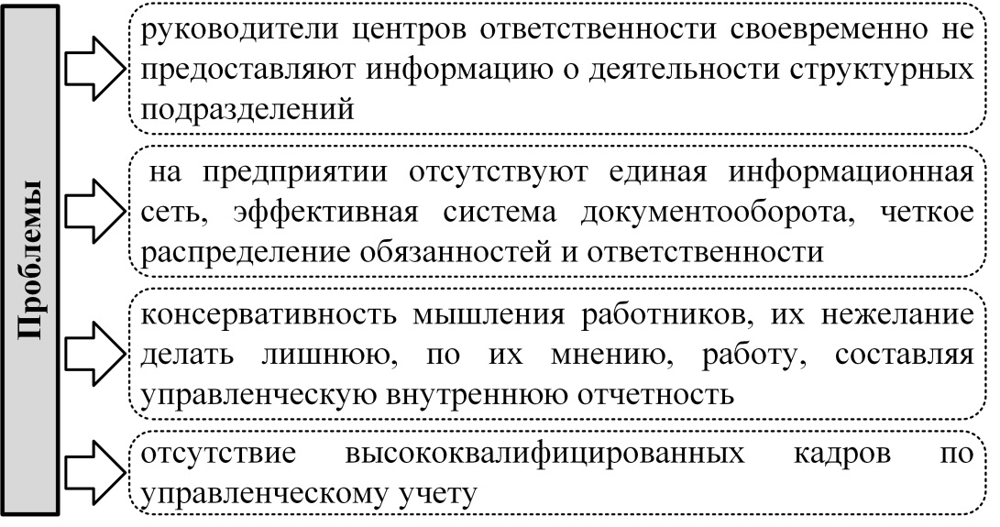 Проблемы
руководители центров ответственности своевременно не
предоставляют информацию о деятельности структурных
подразделений
на предприятии отсутствуют единая информационная
сеть, эффективная система документооборота, четкое
распределение обязанностей и ответственности
консервативность мышления работников, их нежелание
делать лишнюю, по их мнению, работу, составляя
управленческую внутреннюю отчетность
отсутствие высококвалифицированных кадров по
управленческому учету